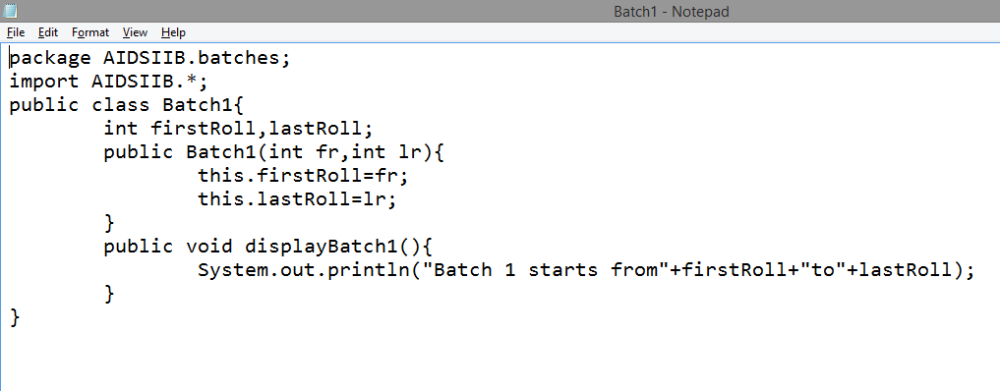 Batch1 - Notepad
File Edit Format View Help
package AIDSIIB.batches;
import AIDSIIB.*;
public class Batch1{
        int firstRoll,lastRoll;
        public Batch1(int fr,int lr){
                this.firstRoll=fr;
                this.lastRoll=lr;
        }
        public void displayBatch1(){
                System.out.println("Batch 1 starts from"+firstRoll+"to"+lastRoll);
        }
}